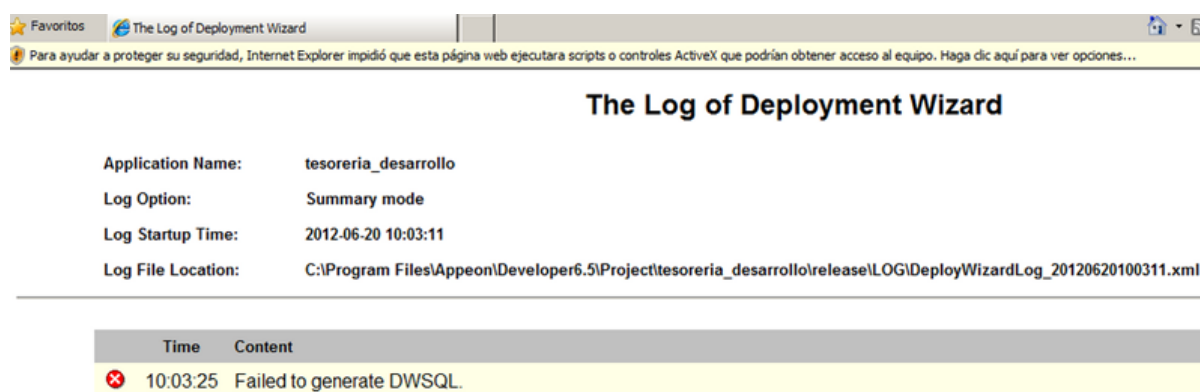 Favoritos The Log of Deployment Wizard
Para ayudar a proteger su seguridad, Internet Explorer impidió que esta página web ejecutara scripts o controles ActiveX que podrían obtener acceso al equipo. Haga clic aquí para ver opciones...
The Log of Deployment Wizard
Application Name: tesoreria_desarrollo
Log Option: Summary mode
Log Startup Time: 2012-06-20 10:03:11
Log File Location: C:\Program Files\Appeon\Developer6.5\Project\tesoreria_desarrollo\release\LOG\DeployWizardLog_20120620100311.xml
Time Content
10:03:25 Failed to generate DWSQL.